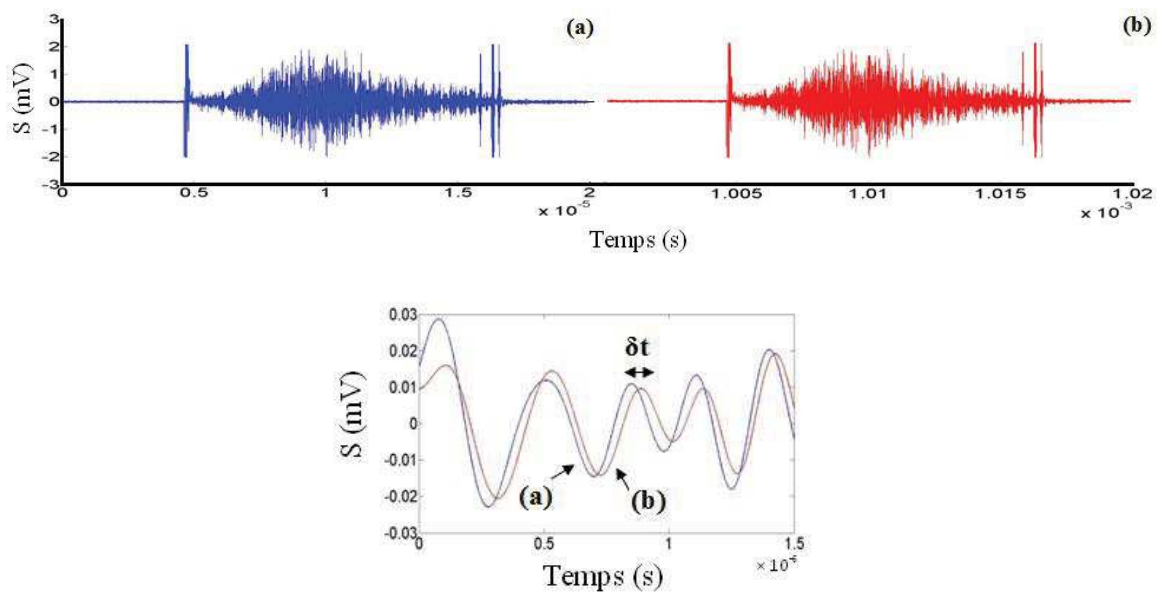 3
2
1
0
-1
-2
-3
S (mV)
(a)
(b)
0 0.5 1 1.5 2 1.005 1.01 1.015 1.02
× 10⁻⁵ × 10⁻³
Temps (s)
0.03
0.02
0.01
0
-0.01
-0.02
-0.03
S (mV)
δt
(a)
(b)
0 0.5 1 1.5
Temps (s)